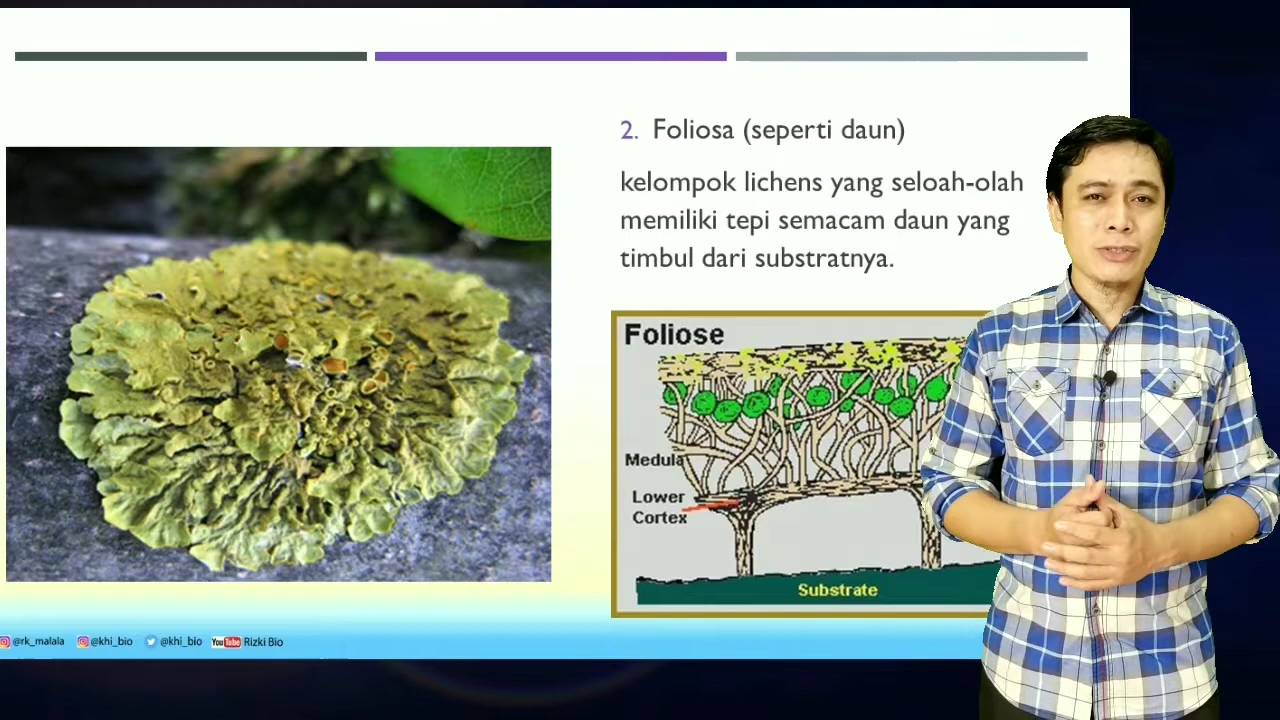 2. Foliosa (seperti daun)
kelompok lichens yang seloah-olah
memiliki tepi semacam daun yang
timbul dari substratnya.
Foliose
Medula
Lower
Cortex
Substrate
@rk_malala @khi_bio @khi_bio YouTube Rizki Bio